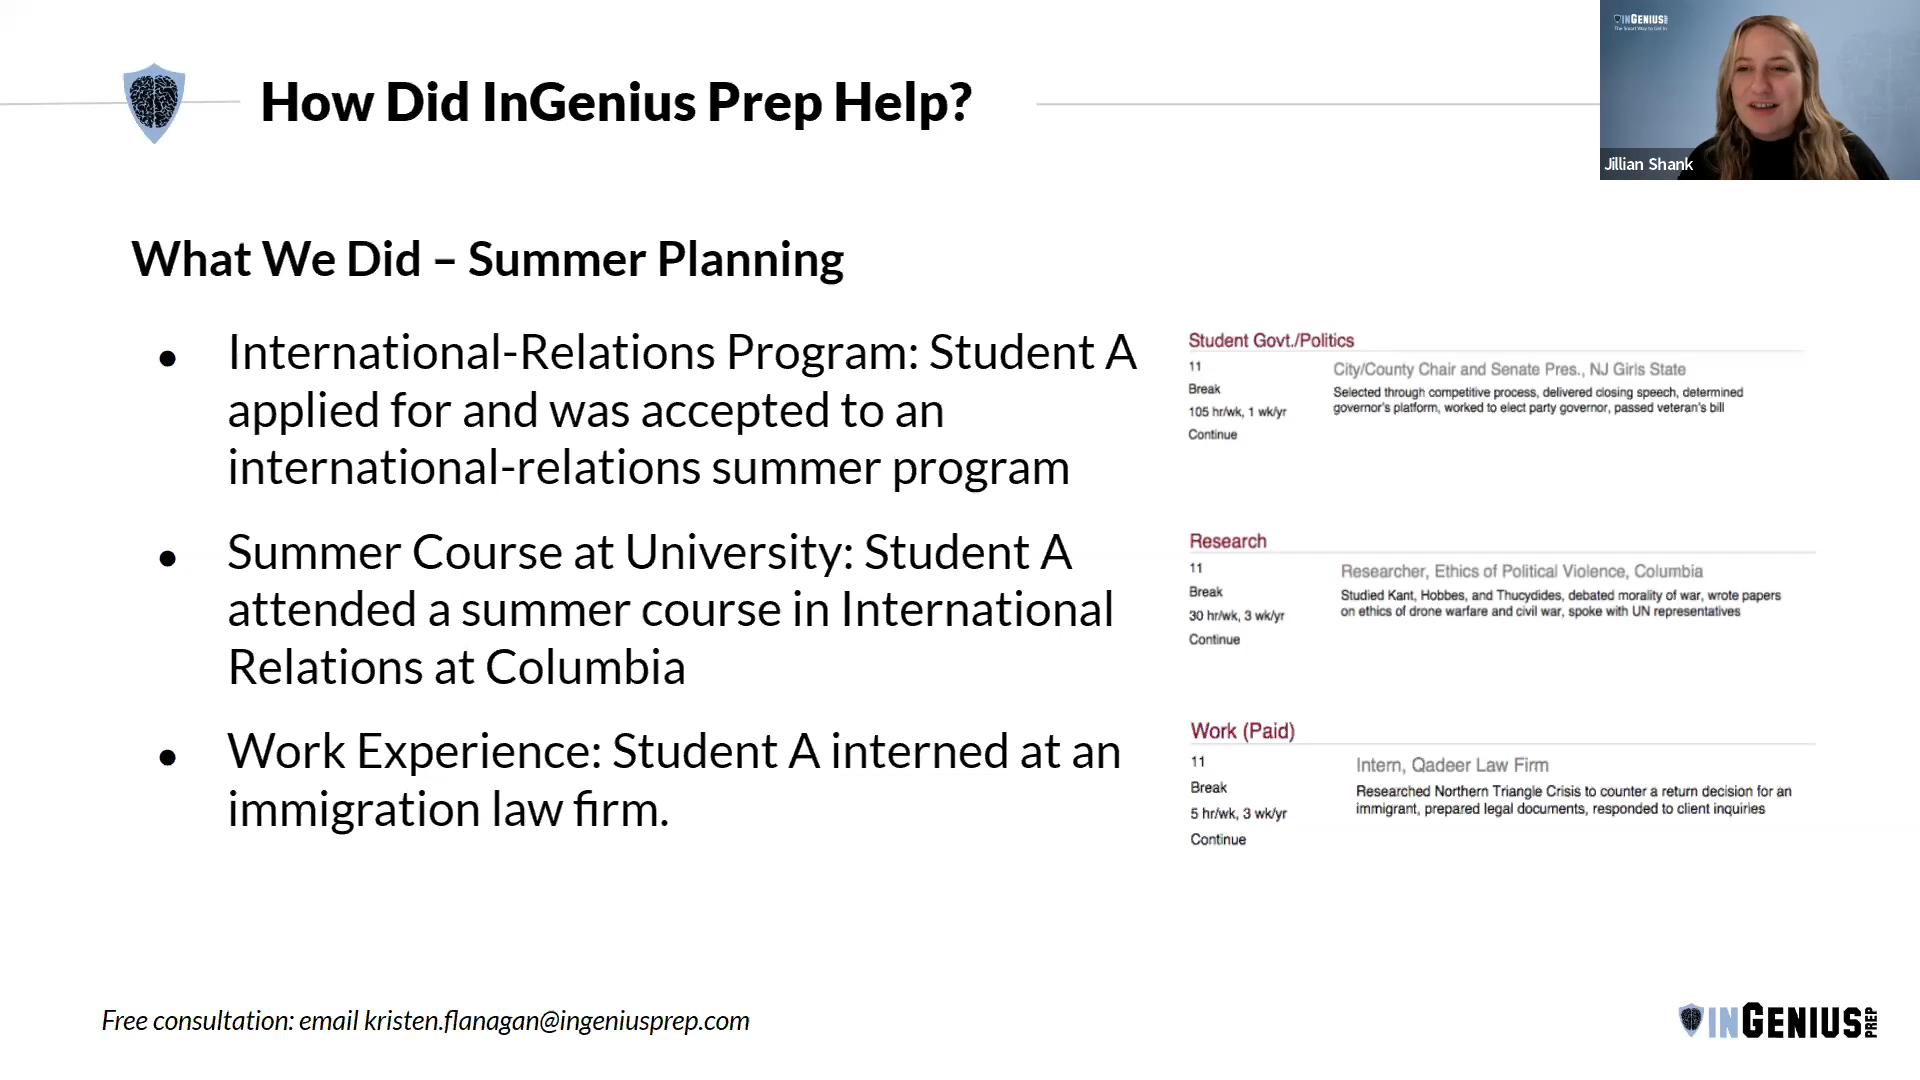 INGENIUS PREP
The Smart Way to Get In
Jillian Shank
How Did InGenius Prep Help?
What We Did – Summer Planning
● International-Relations Program: Student A
applied for and was accepted to an
international-relations summer program
● Summer Course at University: Student A
attended a summer course in International
Relations at Columbia
● Work Experience: Student A interned at an
immigration law firm.
Student Govt./Politics
11
Break
105 hr/wk, 1 wk/yr
Continue
City/County Chair and Senate Pres., NJ Girls State
Selected through competitive process, delivered closing speech, determined
governor's platform, worked to elect party governor, passed veteran's bill
Research
11
Break
30 hr/wk, 3 wk/yr
Continue
Researcher, Ethics of Political Violence, Columbia
Studied Kant, Hobbes, and Thucydides, debated morality of war, wrote papers
on ethics of drone warfare and civil war, spoke with UN representatives
Work (Paid)
11
Break
5 hr/wk, 3 wk/yr
Continue
Intern, Qadeer Law Firm
Researched Northern Triangle Crisis to counter a return decision for an
immigrant, prepared legal documents, responded to client inquiries
Free consultation: email kristen.flanagan@ingeniusprep.com
INGENIUS PREP